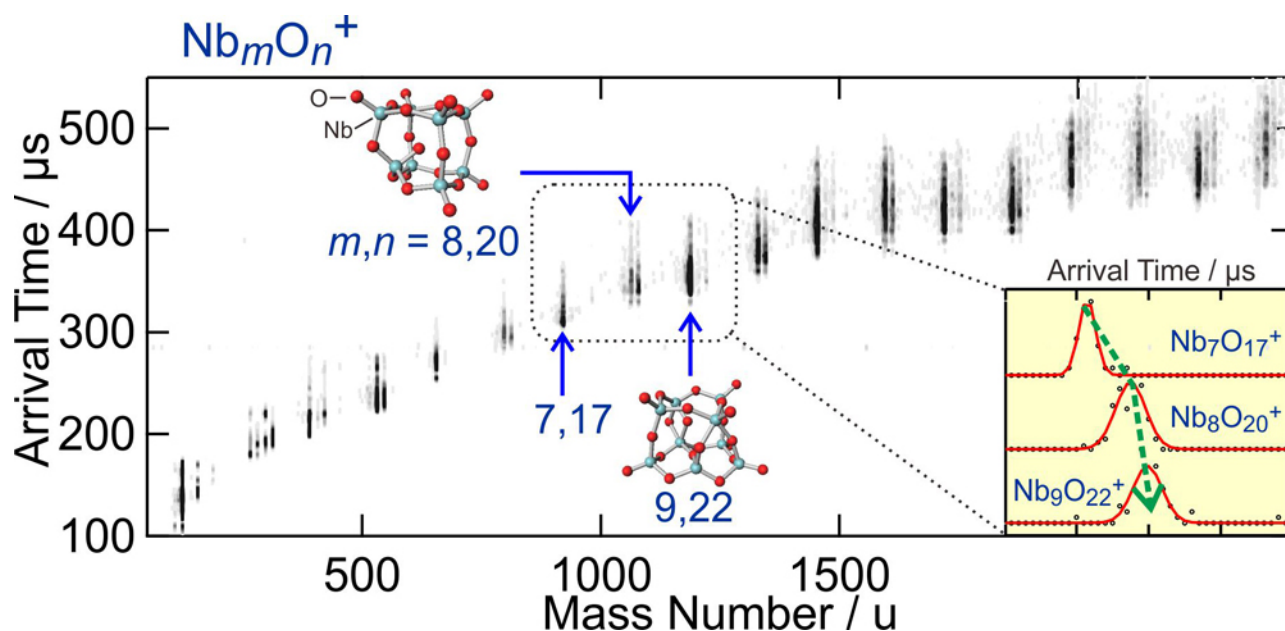 NbmOn+
Arrival Time / µs
500
400
300
200
100
O
Nb
m,n = 8,20
7,17
9,22
Arrival Time / µs
Nb7O17+
Nb8O20+
Nb9O22+
500
1000
1500
Mass Number / u